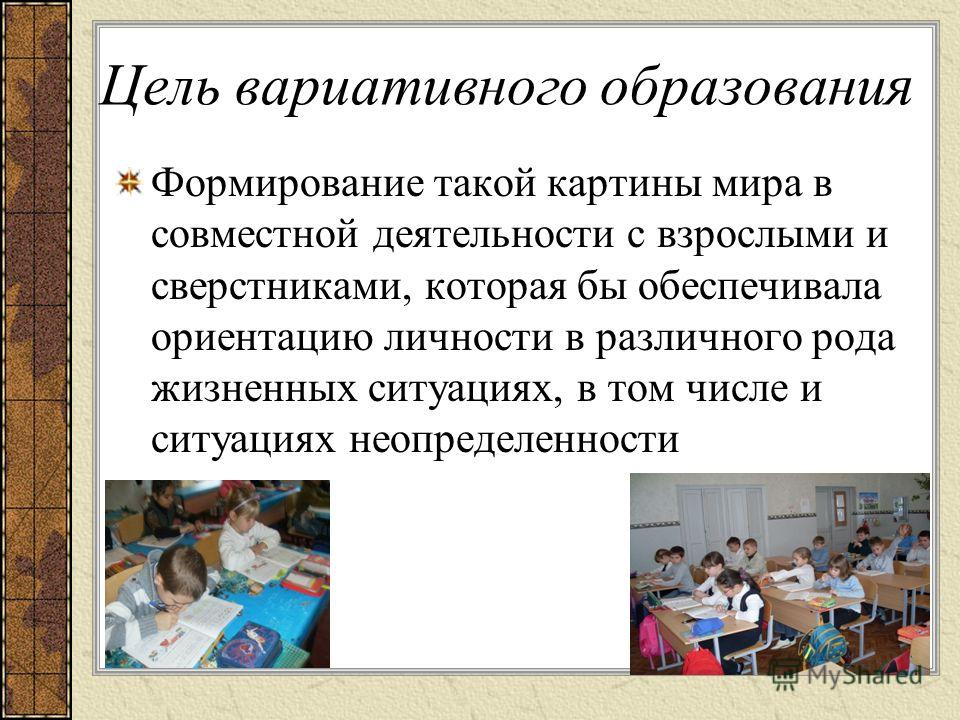 Цель вариативного образования
Формирование такой картины мира в
совместной деятельности с взрослыми и
сверстниками, которая бы обеспечивала
ориентацию личности в различного рода
жизненных ситуациях, в том числе и
ситуациях неопределенности
MyShared